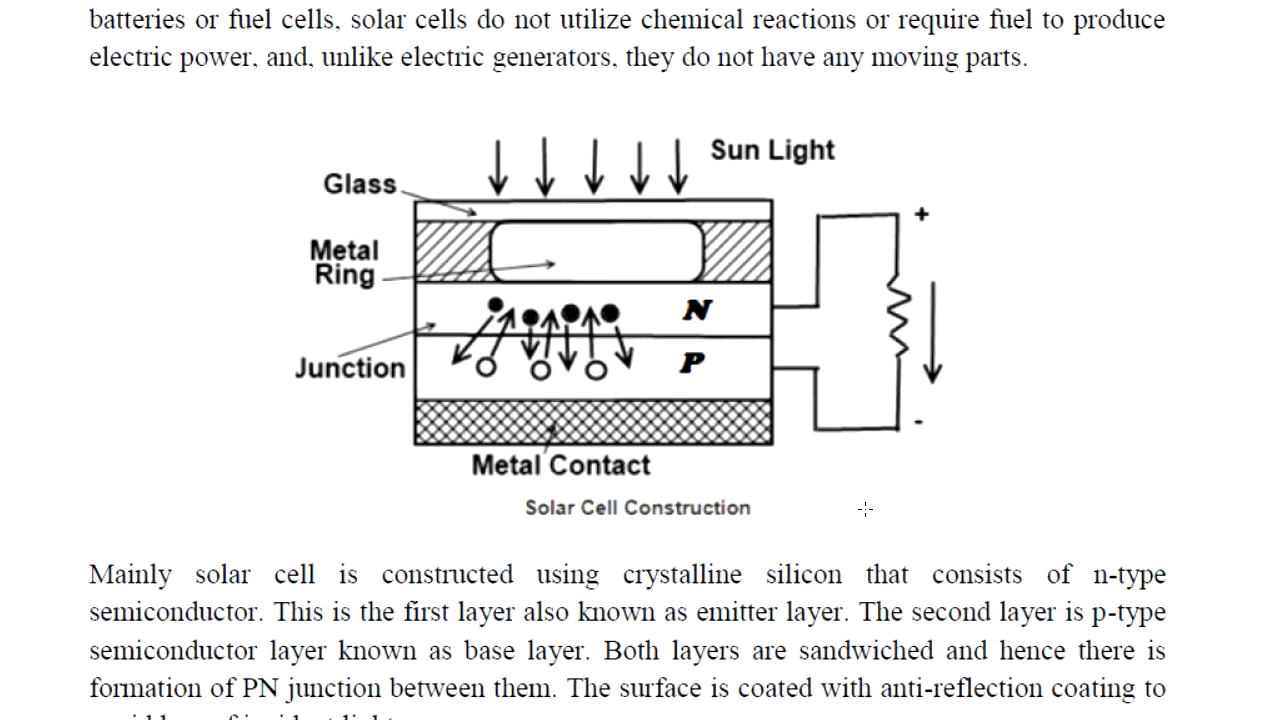 batteries or fuel cells, solar cells do not utilize chemical reactions or require fuel to produce
electric power, and, unlike electric generators, they do not have any moving parts.
Sun Light
Glass
+
Metal
Ring
N
Junction
P
-
Metal Contact
Solar Cell Construction
Mainly solar cell is constructed using crystalline silicon that consists of n-type
semiconductor. This is the first layer also known as emitter layer. The second layer is p-type
semiconductor layer known as base layer. Both layers are sandwiched and hence there is
formation of PN junction between them. The surface is coated with anti-reflection coating to